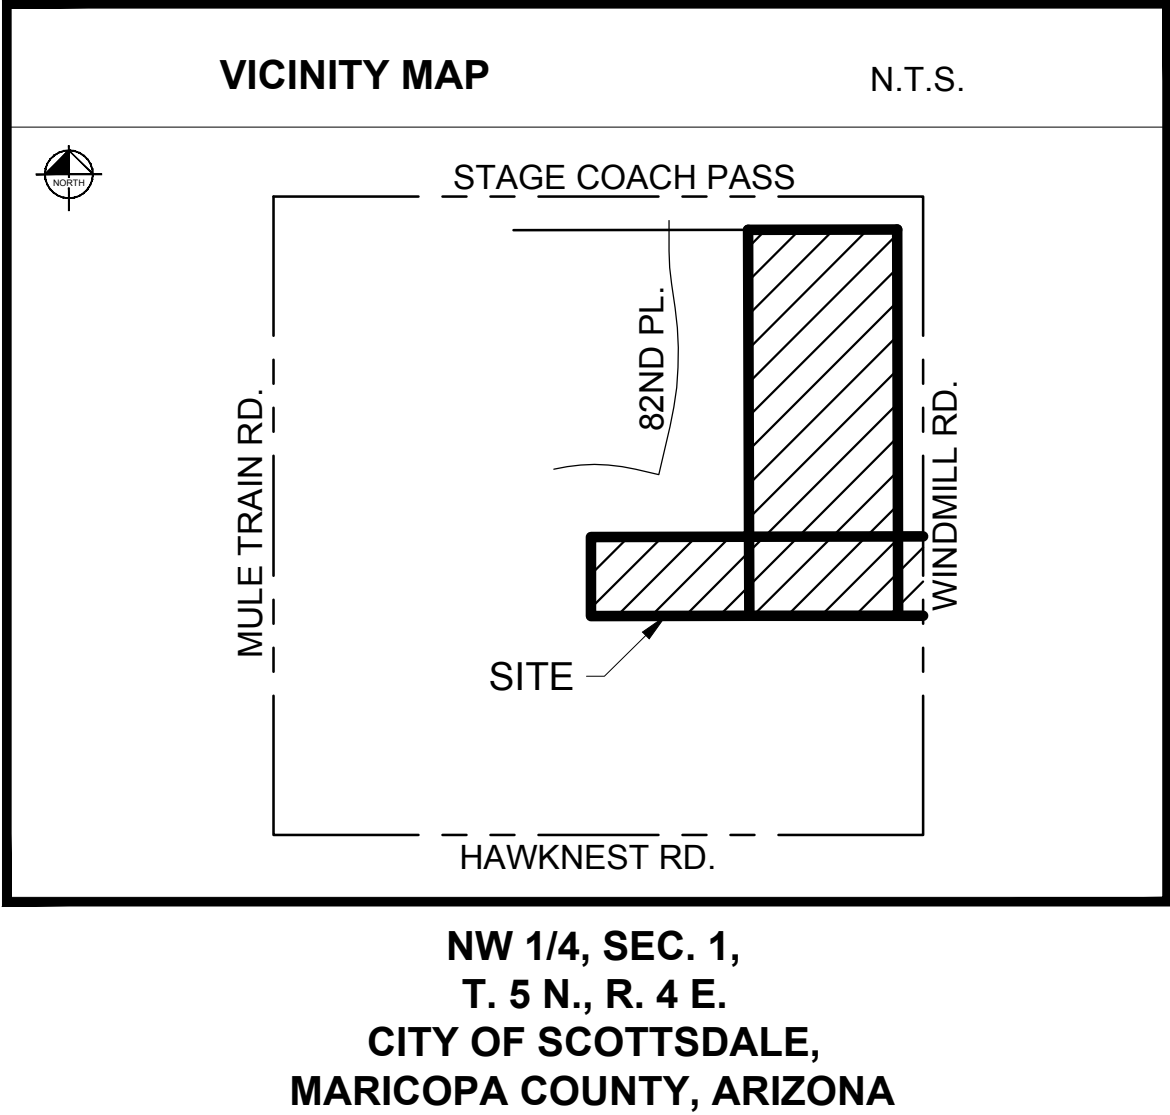 VICINITY MAP
N.T.S.
NORTH
STAGE COACH PASS
82ND PL.
MULE TRAIN RD.
WINDMILL RD.
SITE
HAWKNEST RD.
NW 1/4, SEC. 1,
T. 5 N., R. 4 E.
CITY OF SCOTTSDALE,
MARICOPA COUNTY, ARIZONA